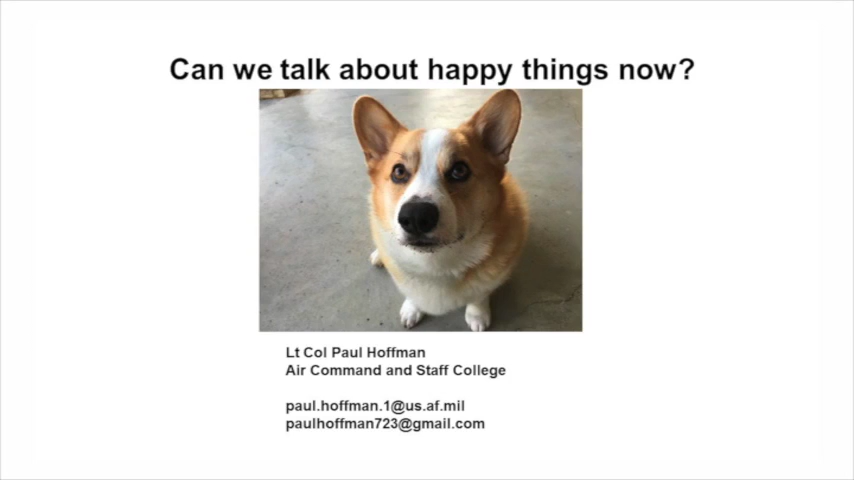 Can we talk about happy things now?
Lt Col Paul Hoffman
Air Command and Staff College
paul.hoffman.1@us.af.mil
paulhoffman723@gmail.com